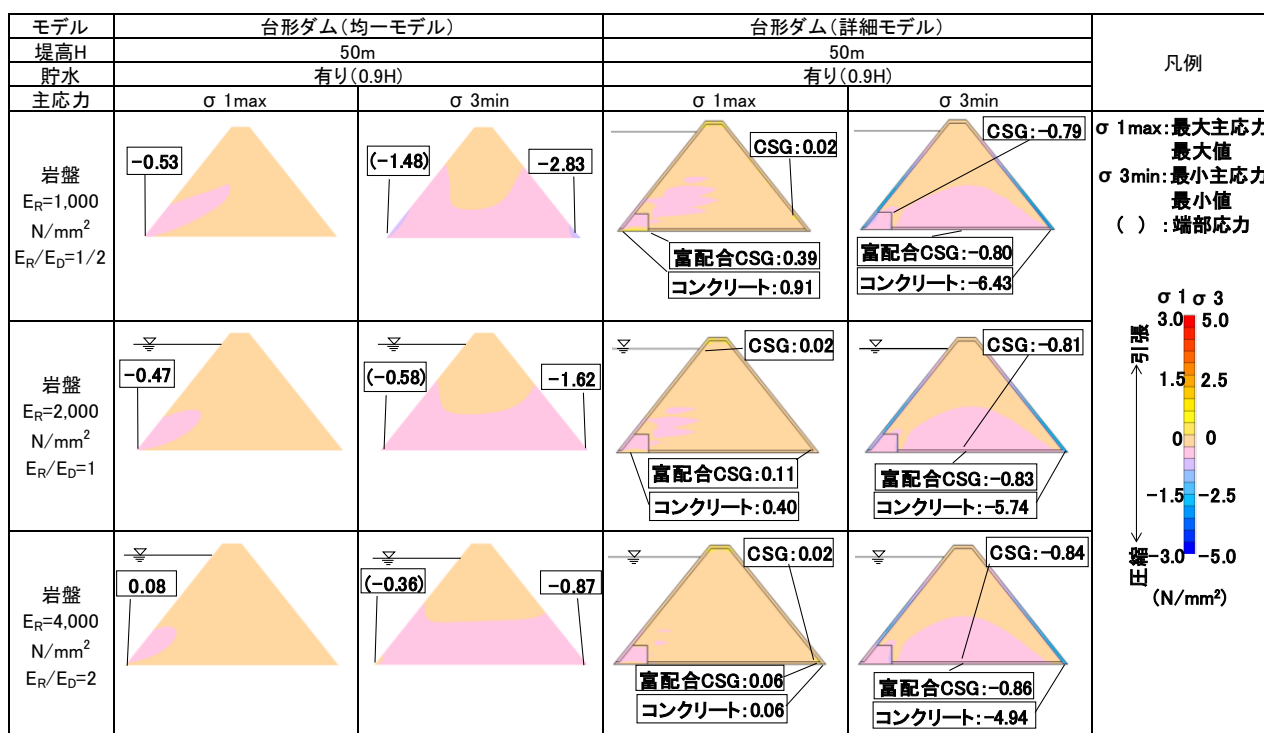 モデル
台形ダム(均一モデル)
台形ダム(詳細モデル)
凡例
堤高H
50m
50m
貯水
有り(0.9H)
有り(0.9H)
主応力
σ 1max
σ 3min
σ 1max
σ 3min
岩盤
E_R=1,000
N/mm²
E_R/E_D=1/2
-0.53
(-1.48)
-2.83
CSG:0.02
富配合CSG:0.39
コンクリート:0.91
CSG:-0.79
富配合CSG:-0.80
コンクリート:-6.43
岩盤
E_R=2,000
N/mm²
E_R/E_D=1
-0.47
(-0.58)
-1.62
CSG:0.02
富配合CSG:0.11
コンクリート:0.40
CSG:-0.81
富配合CSG:-0.83
コンクリート:-5.74
岩盤
E_R=4,000
N/mm²
E_R/E_D=2
0.08
(-0.36)
-0.87
CSG:0.02
富配合CSG:0.06
コンクリート:0.06
CSG:-0.84
富配合CSG:-0.86
コンクリート:-4.94
σ 1max:最大主応力
最大値
σ 3min:最小主応力
最小値
( ) :端部応力
σ 1 σ 3
3.0 5.0
引張
1.5 2.5
0 0
-1.5 -2.5
圧縮
-3.0 -5.0
(N/mm²)